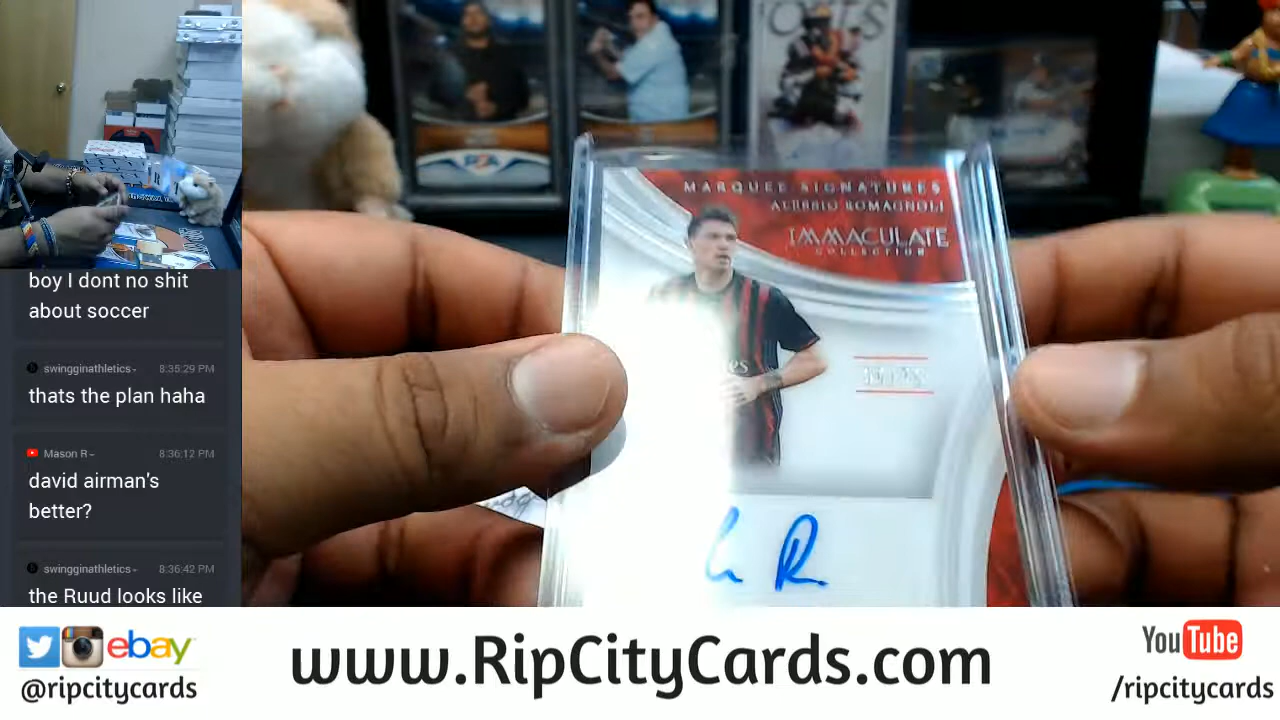 boy I dont no shit
about soccer
swingginathletics-
8:35:29 PM
thats the plan haha
Mason R-
8:36:12 PM
david airman's
better?
swingginathletics-
8:36:42 PM
the Ruud looks like
MARQUEE SIGNATURES
ALESSIO ROMAGNOLI
IMMACULATE
COLLECTION
ebay
@ripcitycards
www.RipCityCards.com
YouTube
/ripcitycards